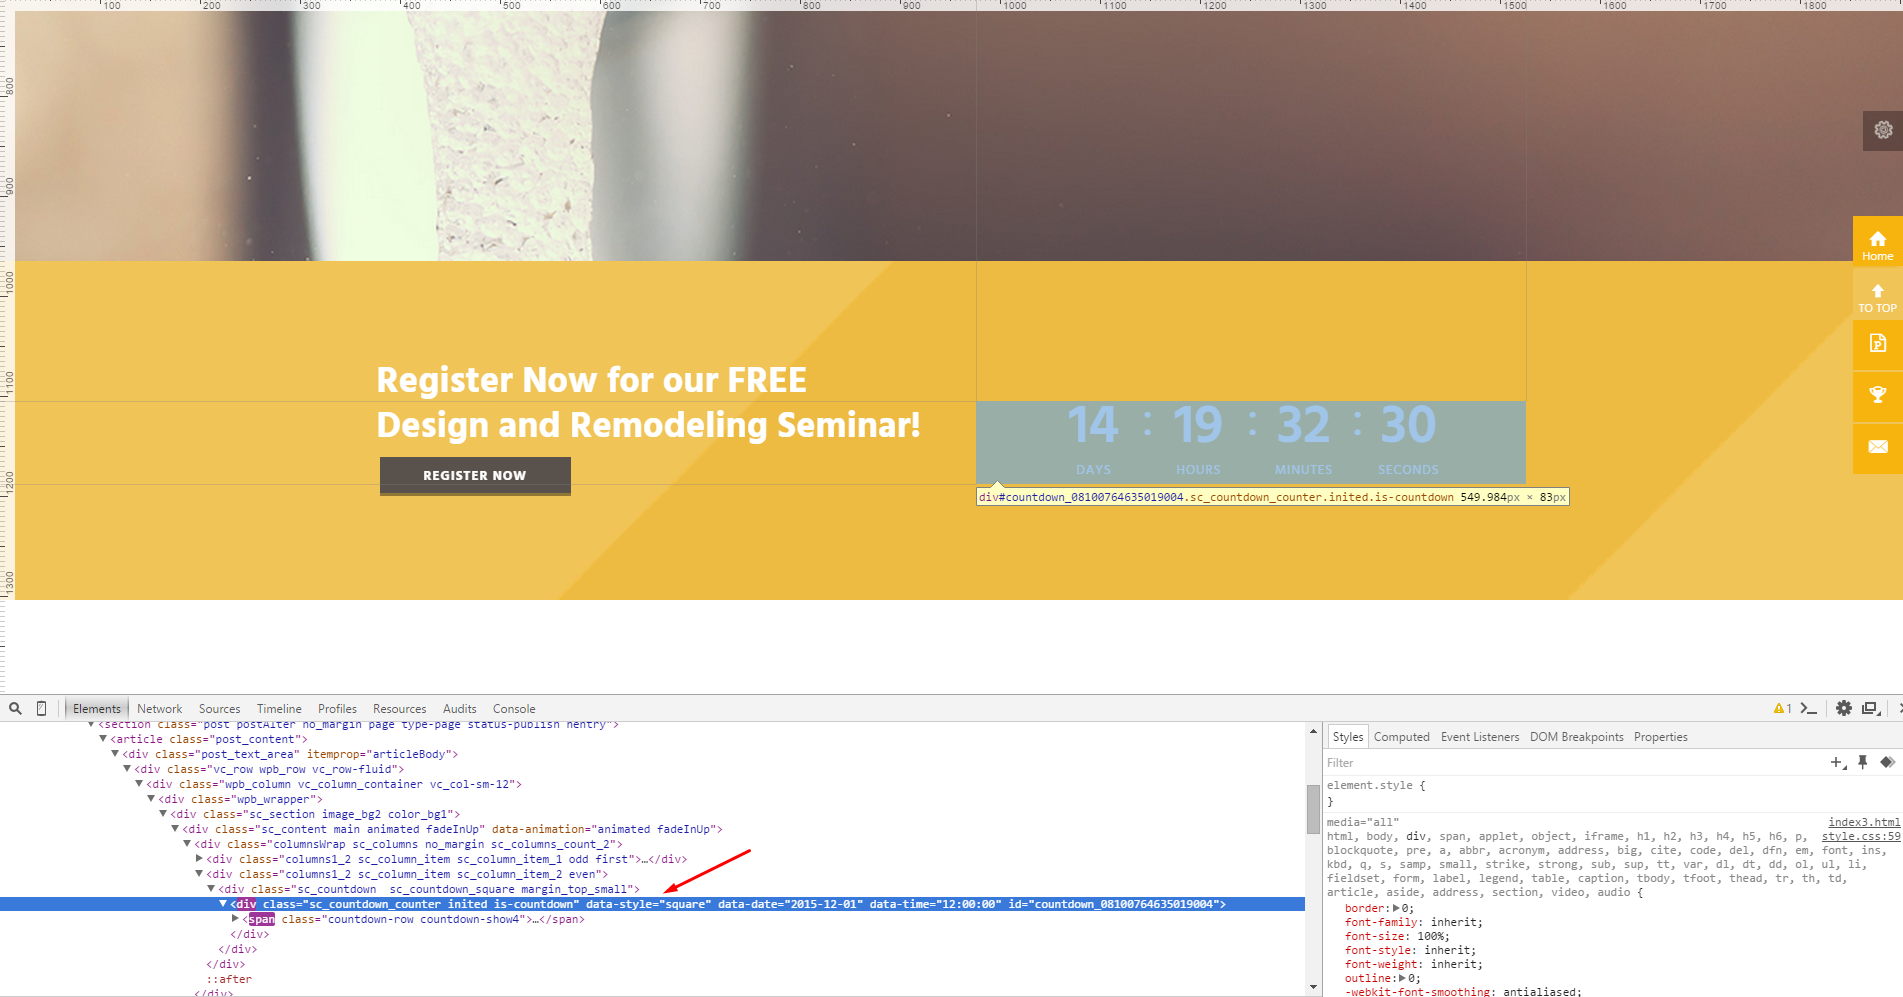 100 200 300 400 500 600 700 800 900 1000 1100 1200 1300 1400 1500 1600 1700 1800
800
900
1000
1100
1200
1300
Home
TO TOP
Register Now for our FREE
Design and Remodeling Seminar!
REGISTER NOW
14 : 19 : 32 : 30
DAYS HOURS MINUTES SECONDS
div#countdown_08100764635019004.sc_countdown_counter.inited.is-countdown 549.984px × 83px
Elements Network Sources Timeline Profiles Resources Audits Console
1
<section class="post postAlter no_margin page type-page status-publish hentry">
<article class="post_content">
<div class="post_text_area" itemprop="articleBody">
<div class="vc_row wpb_row vc_row-fluid">
<div class="wpb_column vc_column_container vc_col-sm-12">
<div class="wpb_wrapper">
<div class="sc_section image_bg2 color_bg1">
<div class="sc_content main animated fadeInUp" data-animation="animated fadeInUp">
<div class="columnsWrap sc_columns no_margin sc_columns_count_2">
<div class="columns1_2 sc_column_item sc_column_item_1 odd first">…</div>
<div class="columns1_2 sc_column_item sc_column_item_2 even">
<div class="sc_countdown  sc_countdown_square margin_top_small">
<div class="sc_countdown_counter inited is-countdown" data-style="square" data-date="2015-12-01" data-time="12:00:00" id="countdown_08100764635019004">
<span class="countdown-row countdown-show4">…</span>
</div>
</div>
</div>
::after
</div>
Styles Computed Event Listeners DOM Breakpoints Properties
Filter
element.style {
}
media="all" index3.html
html, body, div, span, applet, object, iframe, h1, h2, h3, h4, h5, h6, p, style.css:59
blockquote, pre, a, abbr, acronym, address, big, cite, code, del, dfn, em, font, ins,
kbd, q, s, samp, small, strike, strong, sub, sup, tt, var, dl, dt, dd, ol, ul, li,
fieldset, form, label, legend, table, caption, tbody, tfoot, thead, tr, th, td,
article, aside, address, section, video, audio {
border: 0;
font-family: inherit;
font-size: 100%;
font-style: inherit;
font-weight: inherit;
outline: 0;
-webkit-font-smoothing: antialiased;